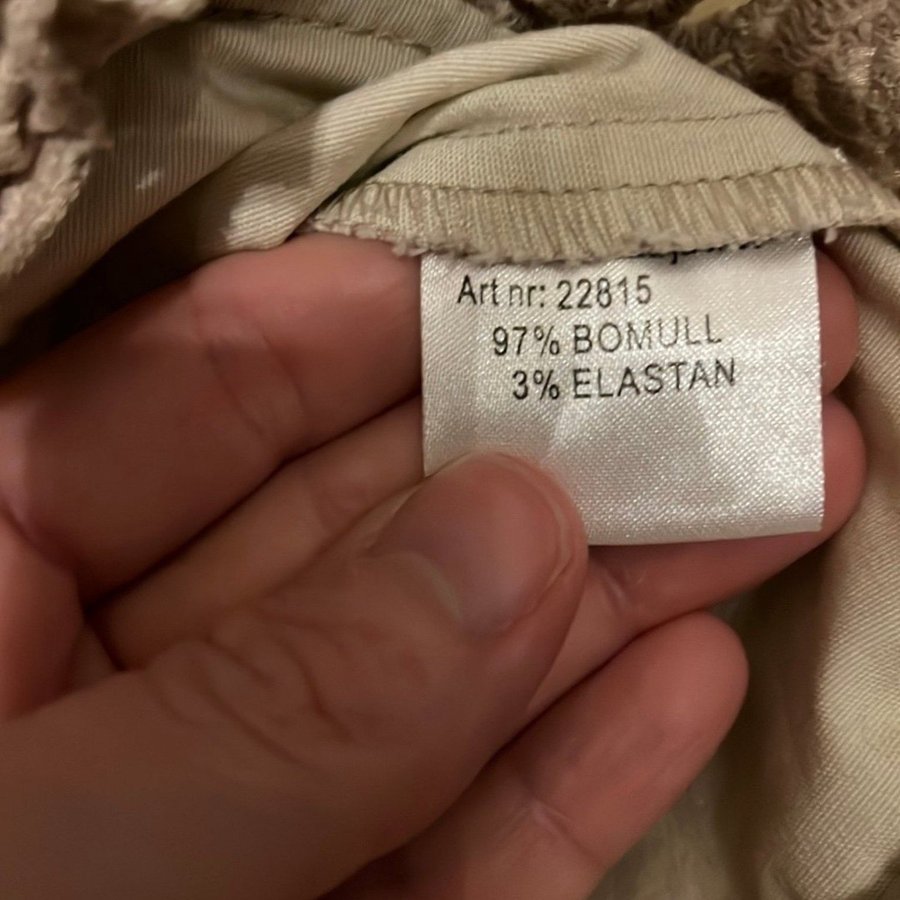 Art nr: 22815
97% BOMULL
3% ELASTAN